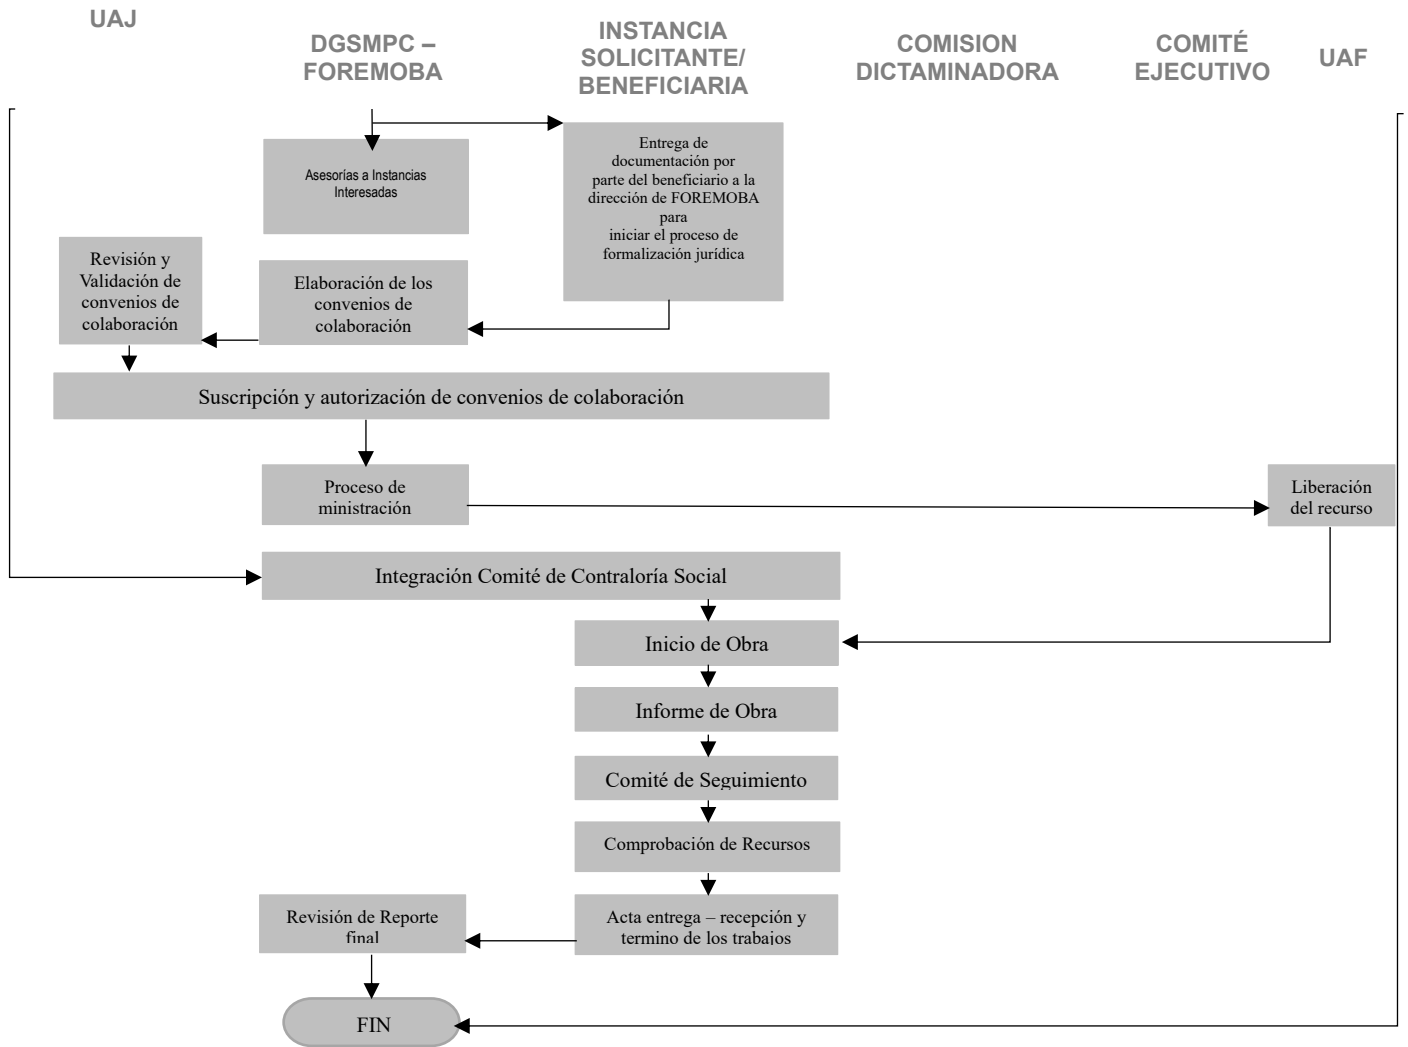 UAJ
DGSMPC –
FOREMOBA
INSTANCIA
SOLICITANTE/
BENEFICIARIA
COMISION
DICTAMINADORA
COMITÉ
EJECUTIVO
UAF
Asesorías a Instancias
Interesadas
Entrega de
documentación por
parte del beneficiario a la
dirección de FOREMOBA
para
iniciar el proceso de
formalización jurídica
Revisión y
Validación de
convenios de
colaboración
Elaboración de los
convenios de
colaboración
Suscripción y autorización de convenios de colaboración
Proceso de
ministración
Liberación
del recurso
Integración Comité de Contraloría Social
Inicio de Obra
Informe de Obra
Comité de Seguimiento
Comprobación de Recursos
Revisión de Reporte
final
Acta entrega – recepción y
termino de los trabajos
FIN